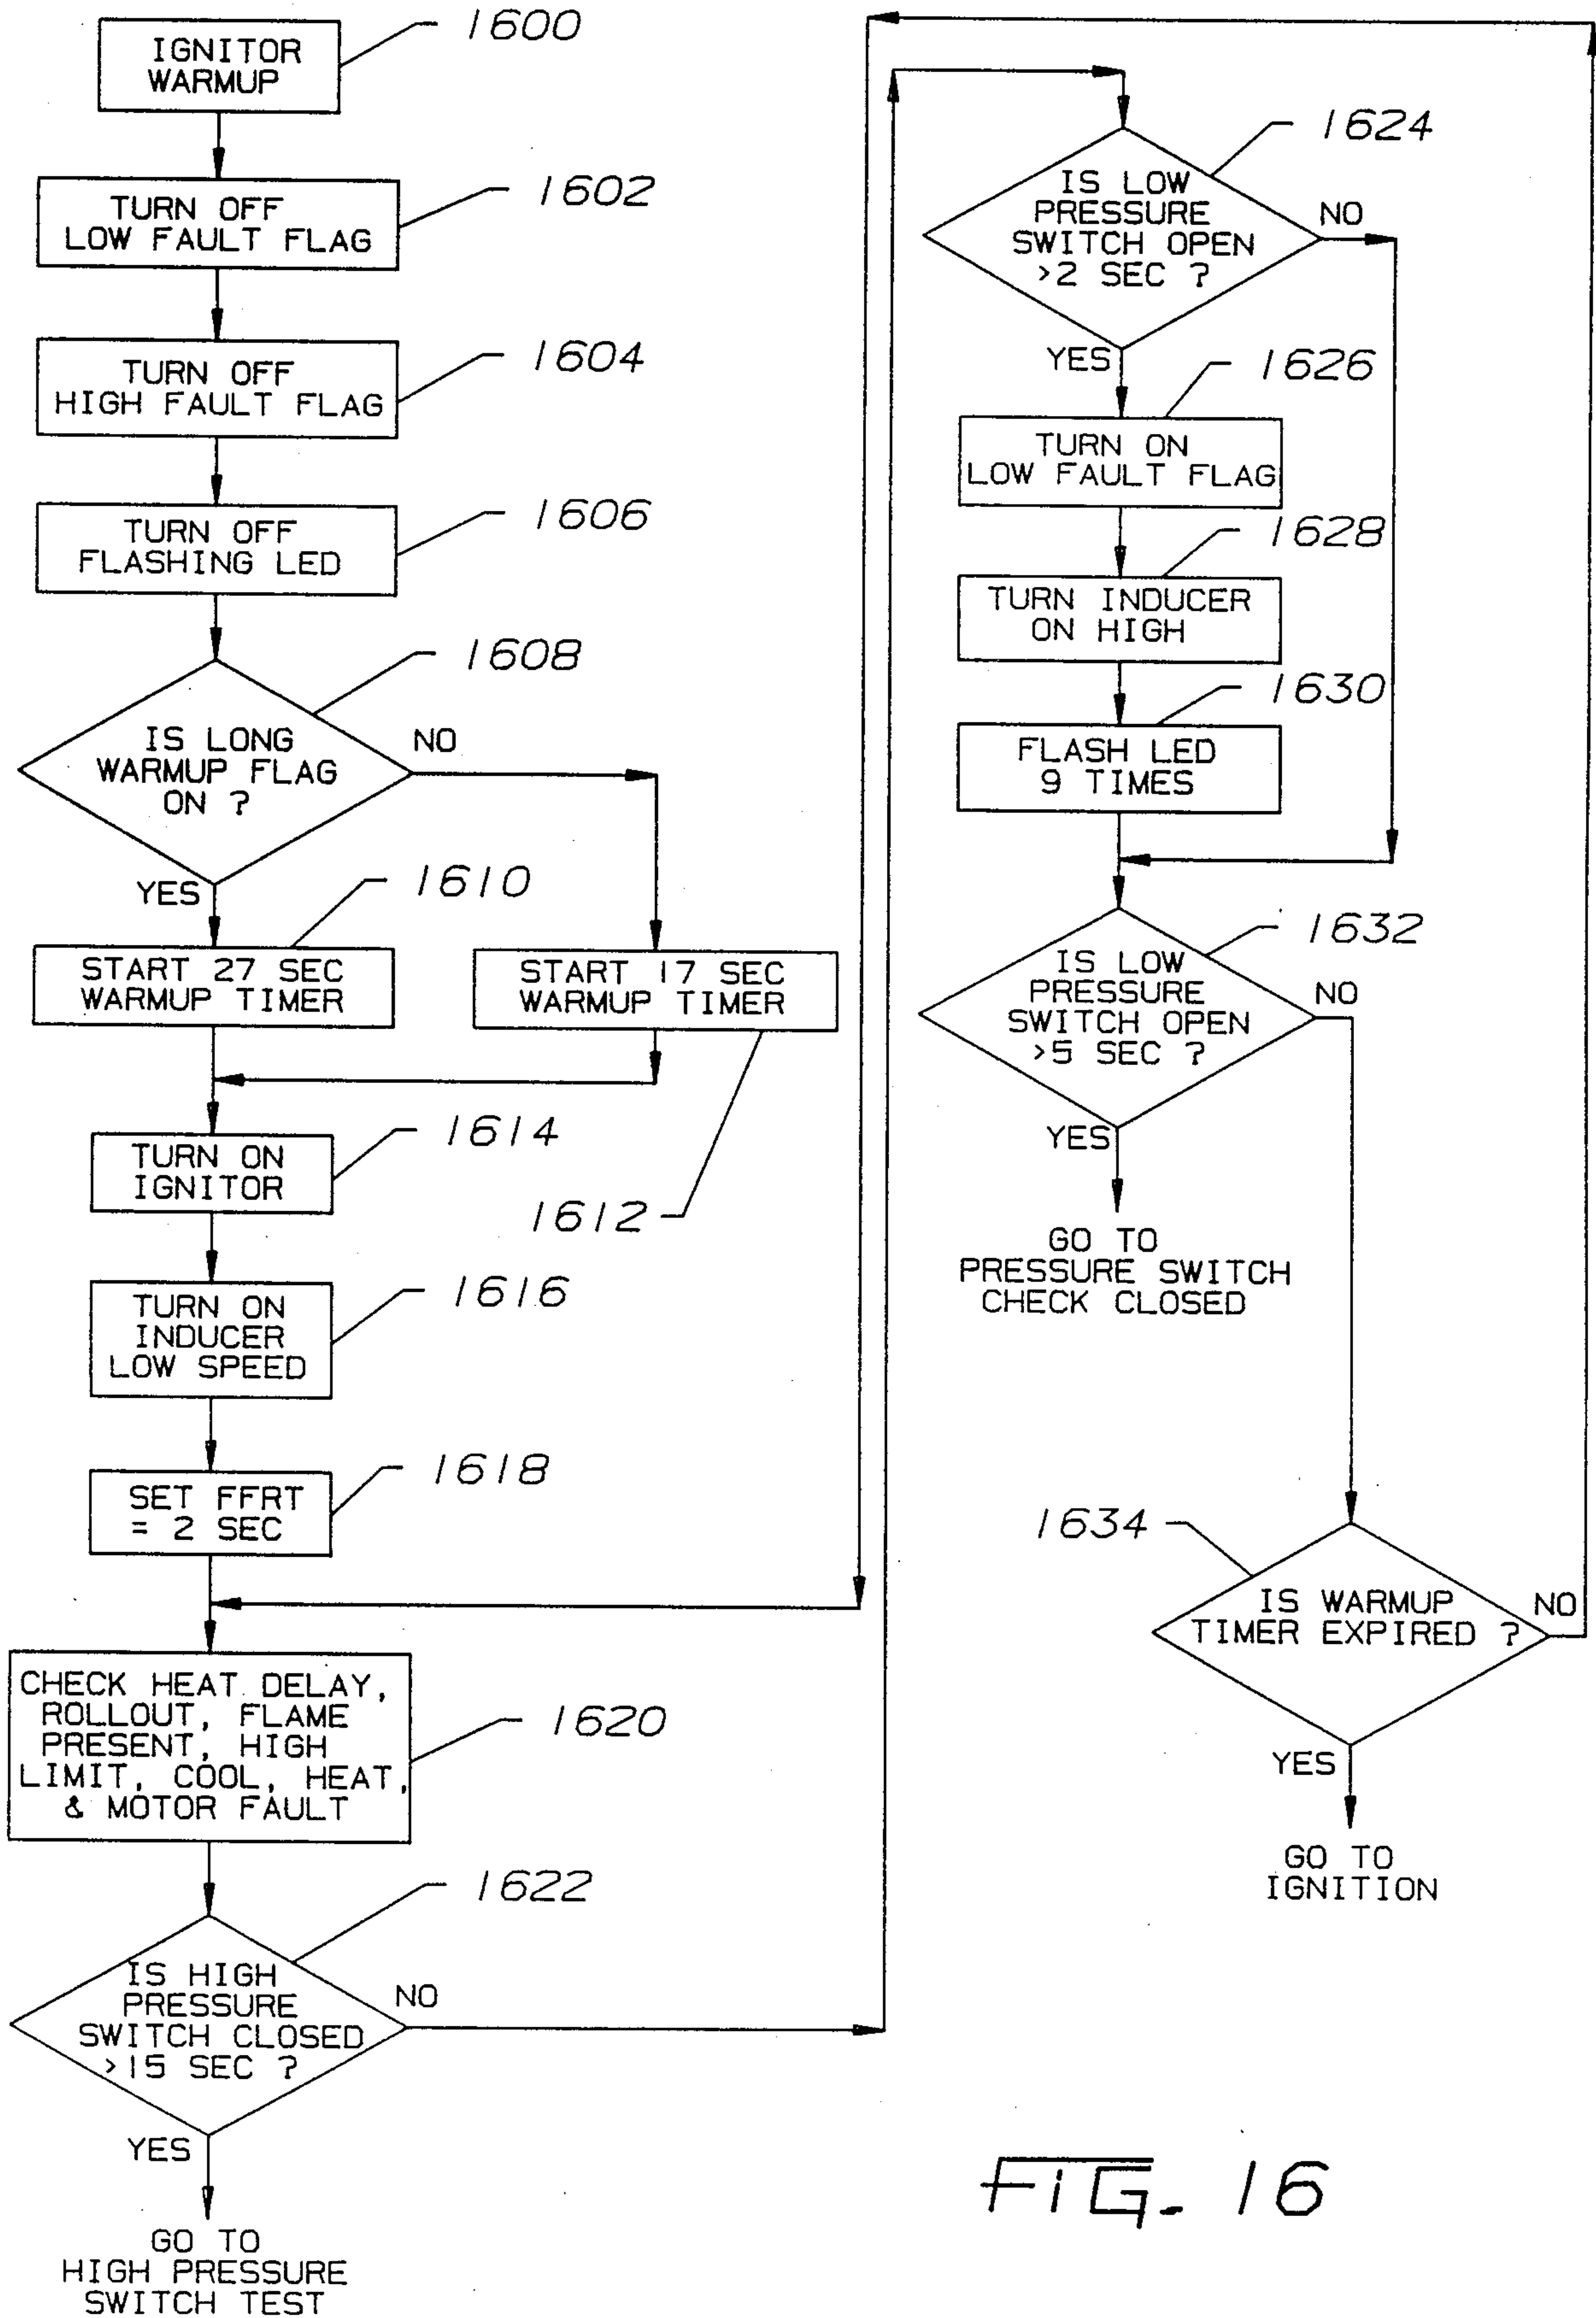 IGNITOR
WARMUP
1600
TURN OFF
LOW FAULT FLAG
1602
TURN OFF
HIGH FAULT FLAG
1604
TURN OFF
FLASHING LED
1606
1608
IS LONG
WARMUP FLAG
ON ?
NO
YES
1610
START 27 SEC
WARMUP TIMER
START 17 SEC
WARMUP TIMER
1612
TURN ON
IGNITOR
1614
TURN ON
INDUCER
LOW SPEED
1616
SET FFRT
= 2 SEC
1618
CHECK HEAT DELAY,
ROLLOUT, FLAME
PRESENT, HIGH
LIMIT, COOL, HEAT,
& MOTOR FAULT
1620
1622
IS HIGH
PRESSURE
SWITCH CLOSED
>15 SEC ?
NO
YES
GO TO
HIGH PRESSURE
SWITCH TEST
1624
IS LOW
PRESSURE
SWITCH OPEN
>2 SEC ?
NO
YES
1626
TURN ON
LOW FAULT FLAG
1628
TURN INDUCER
ON HIGH
1630
FLASH LED
9 TIMES
1632
IS LOW
PRESSURE
SWITCH OPEN
>5 SEC ?
NO
YES
GO TO
PRESSURE SWITCH
CHECK CLOSED
1634
IS WARMUP
TIMER EXPIRED ?
NO
YES
GO TO
IGNITION
FIG. 16